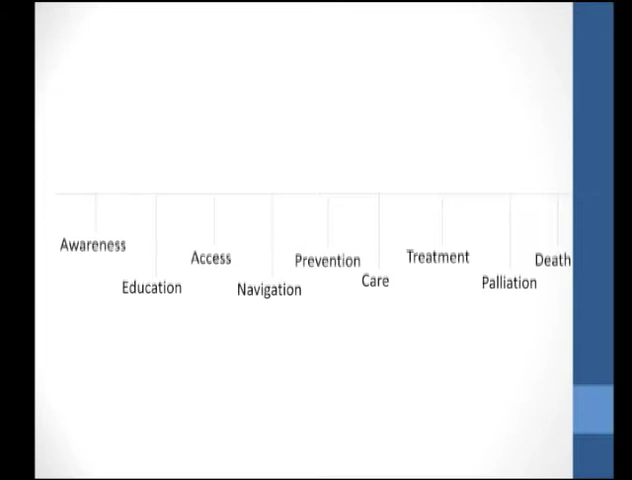 Awareness
Education
Access
Navigation
Prevention
Care
Treatment
Palliation
Death